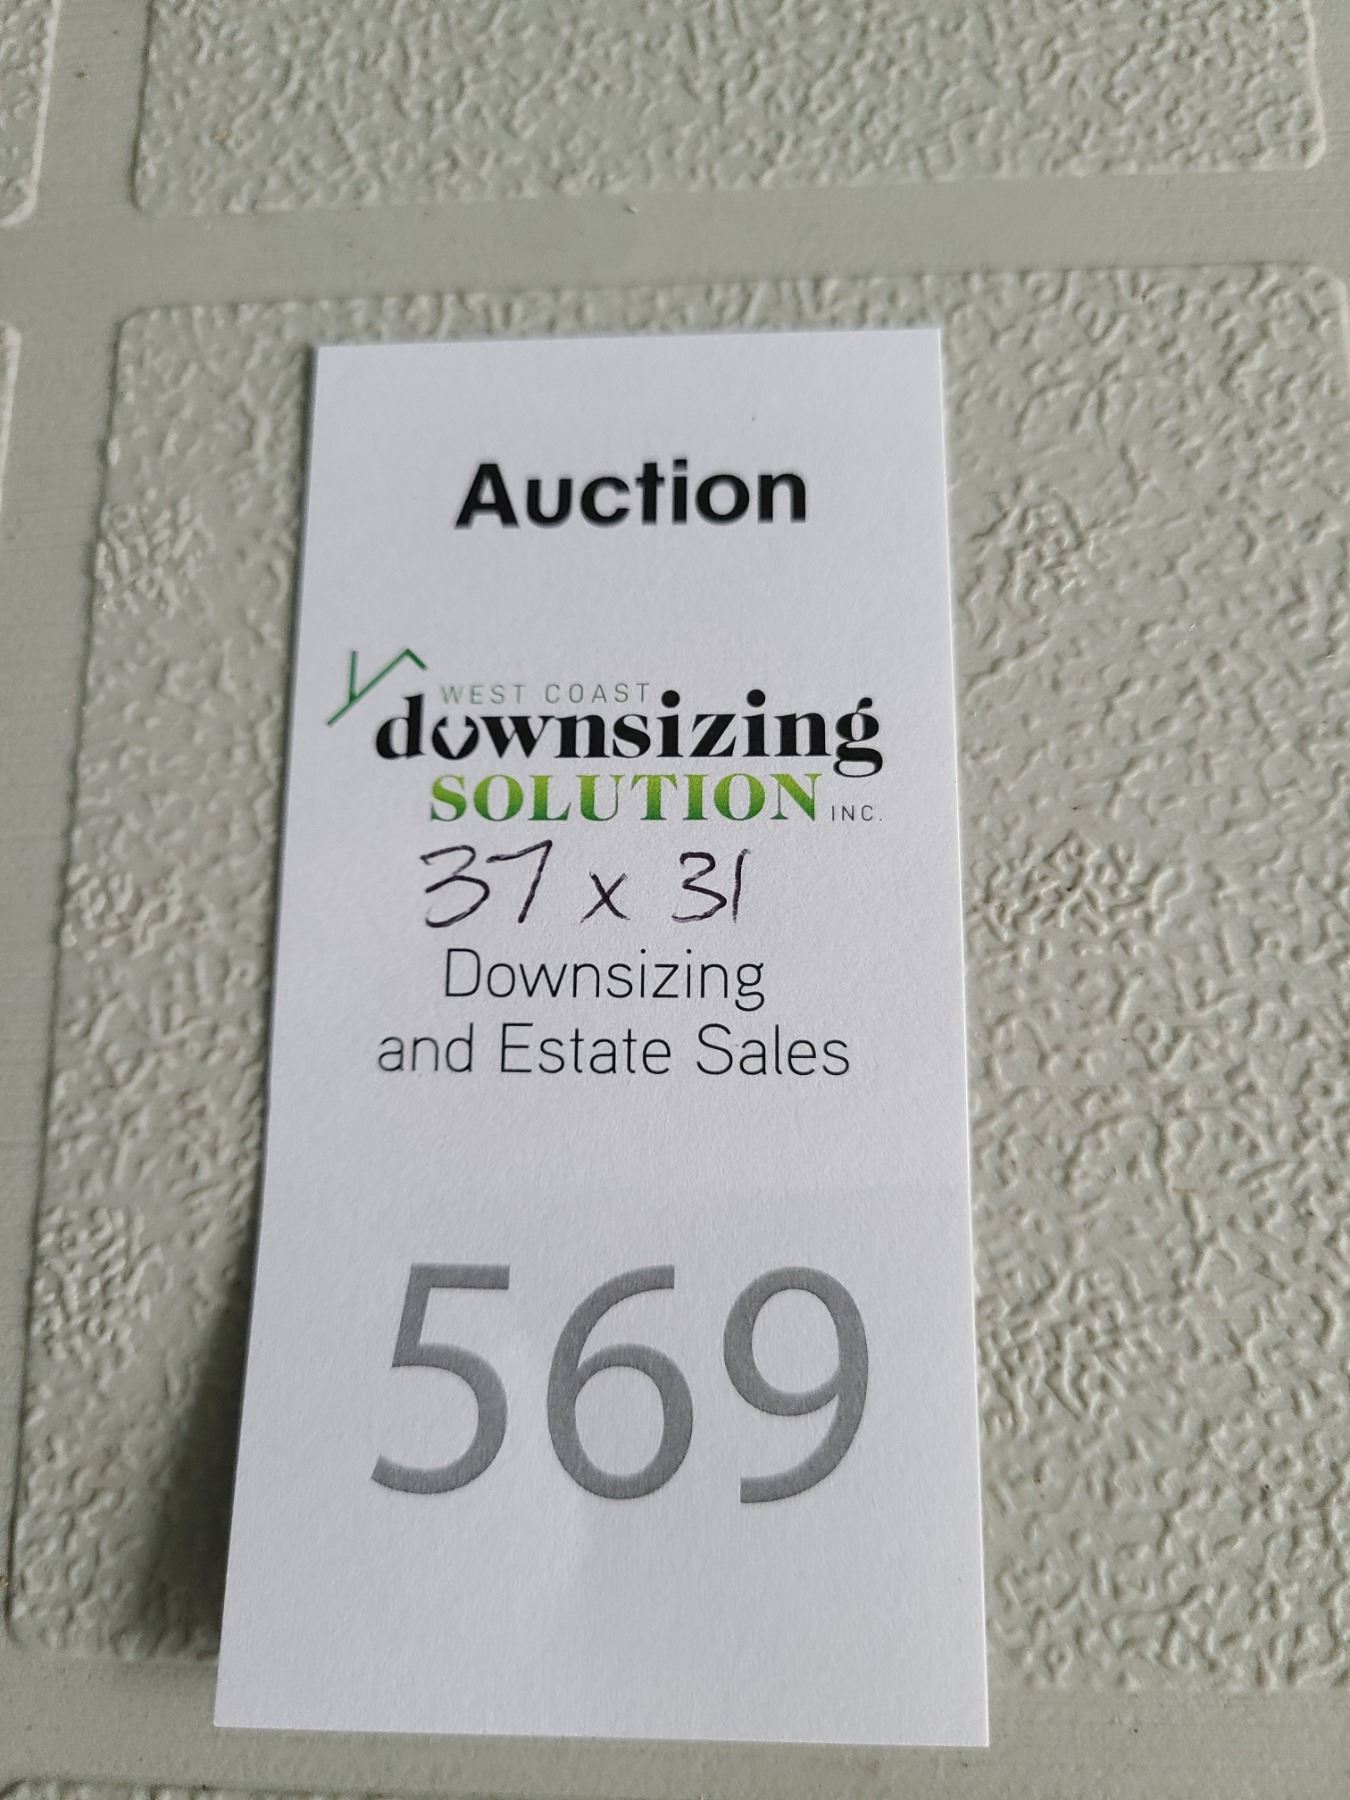 Auction
WEST COAST
downsizing
SOLUTION INC.
37 x 31
Downsizing
and Estate Sales
569